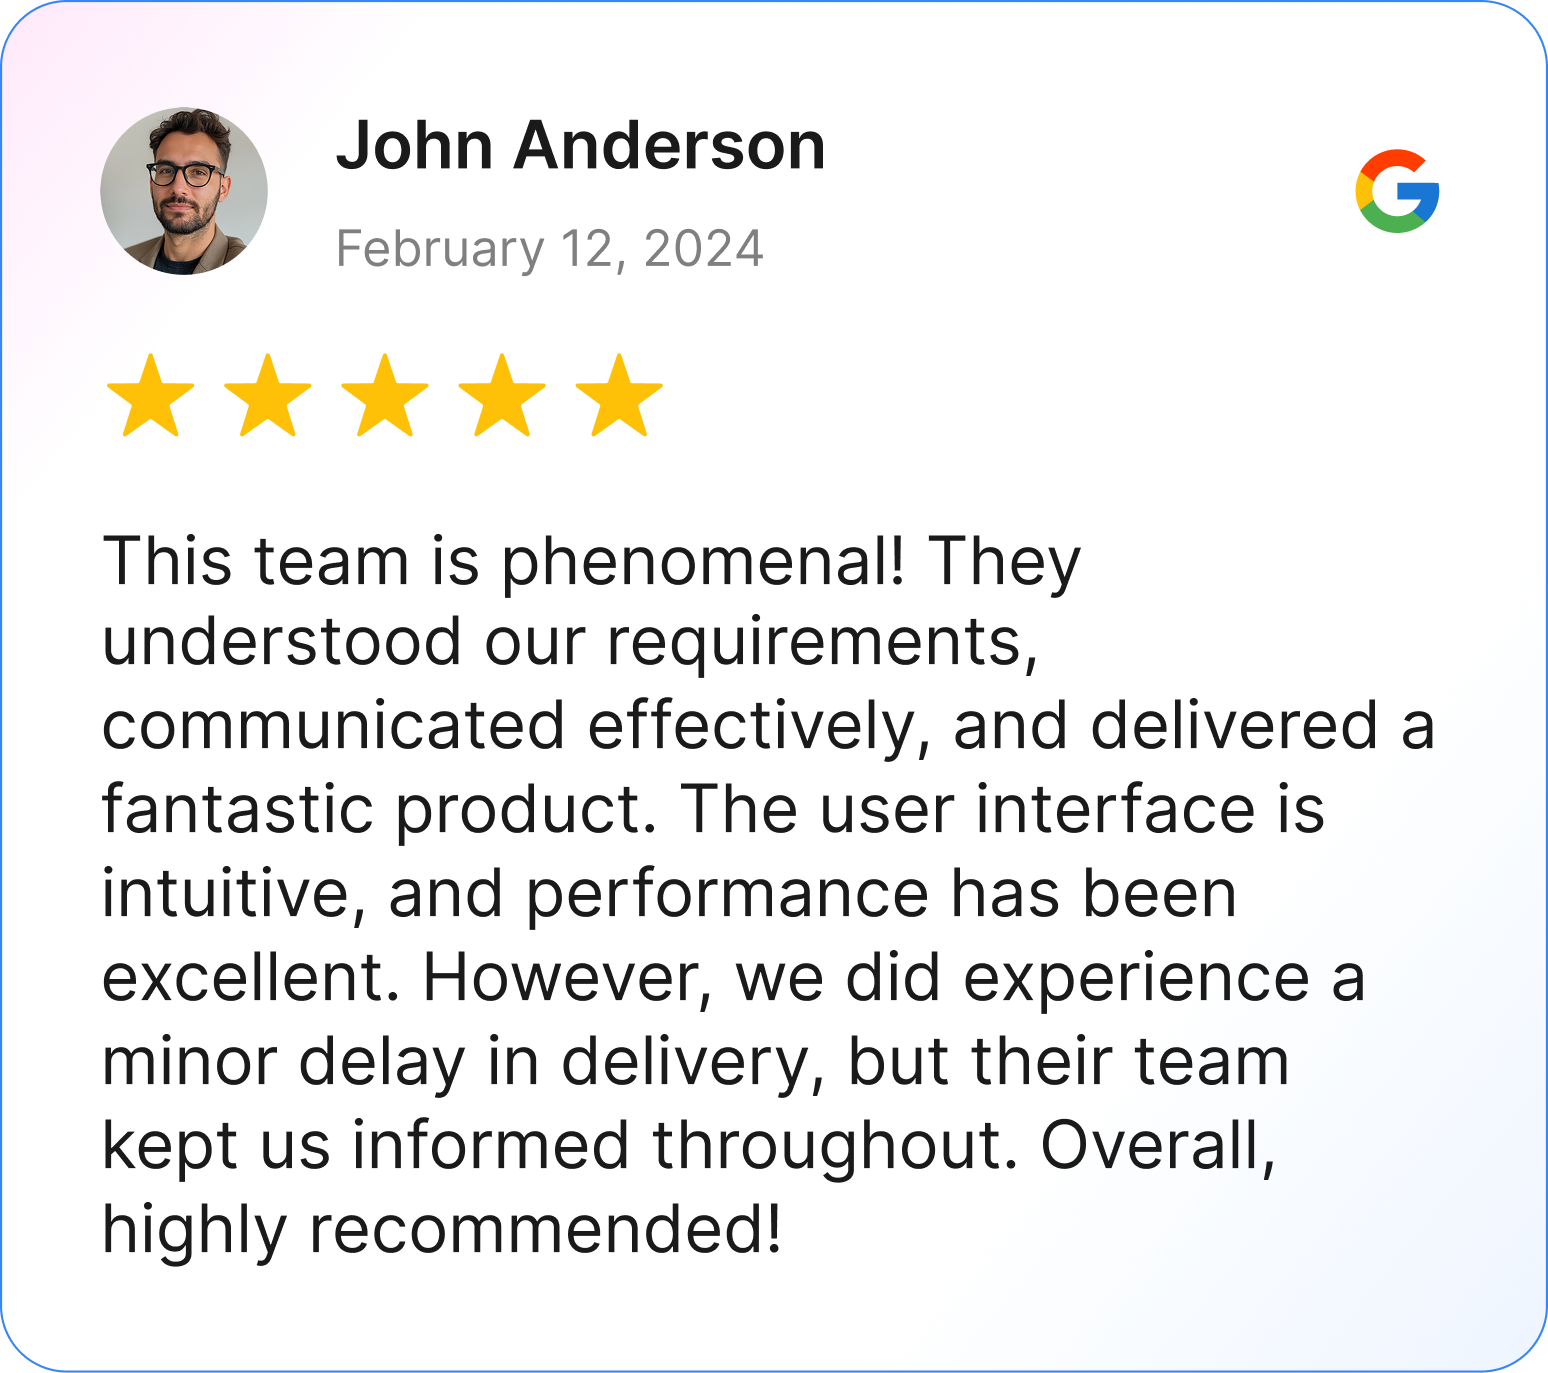 John Anderson
February 12, 2024
This team is phenomenal! They
understood our requirements,
communicated effectively, and delivered a
fantastic product. The user interface is
intuitive, and performance has been
excellent. However, we did experience a
minor delay in delivery, but their team
kept us informed throughout. Overall,
highly recommended!